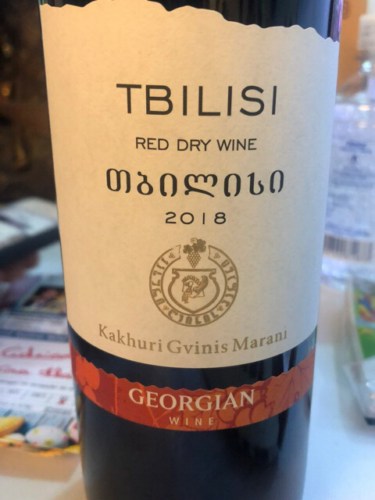 TBILISI
RED DRY WINE
თბილისი
2018
Kakhuri Gvinis Marani
GEORGIAN
WINE